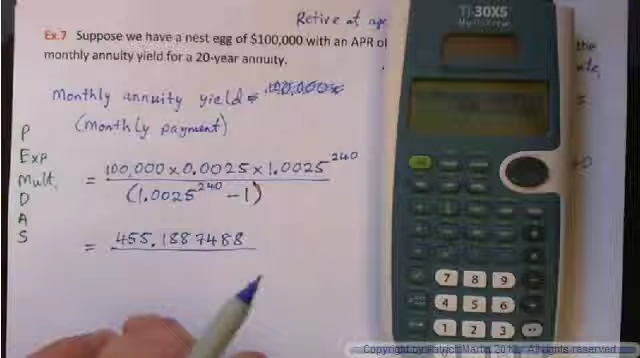 Retire at age
Ex.7 Suppose we have a nest egg of $100,000 with an APR of
monthly annuity yield for a 20-year annuity.
the
Monthly annuity yield =
(Monthly payment)
P
Exp
Mult.
D
A
S
= 100,000 x 0.0025 x 1.0025^240
(1.0025^240 - 1)
= 455.1887488
TI-30XS
MultiView
7 8 9
4 5 6
1 2 3
Copyright by Patrick Martin 2013. All rights reserved